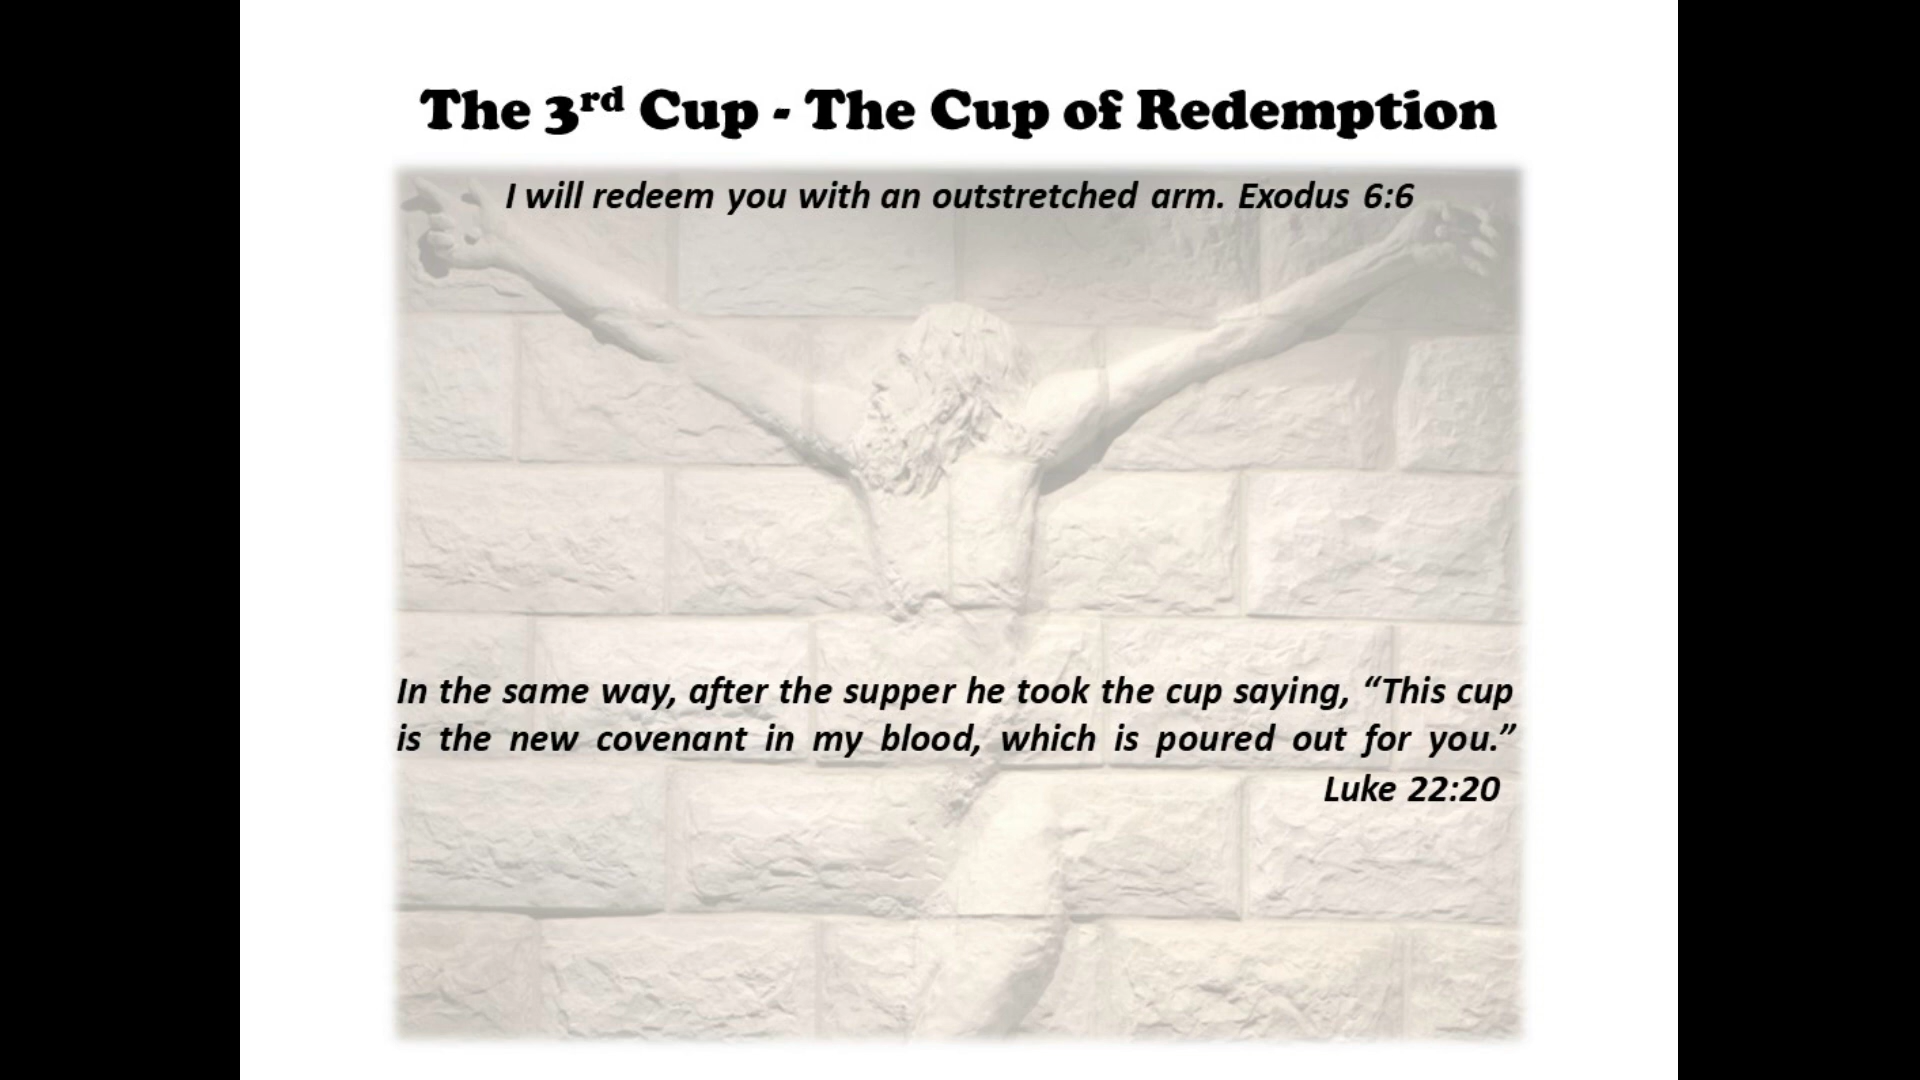 The 3rd Cup - The Cup of Redemption
I will redeem you with an outstretched arm. Exodus 6:6
In the same way, after the supper he took the cup saying, “This cup
is the new covenant in my blood, which is poured out for you.”
Luke 22:20